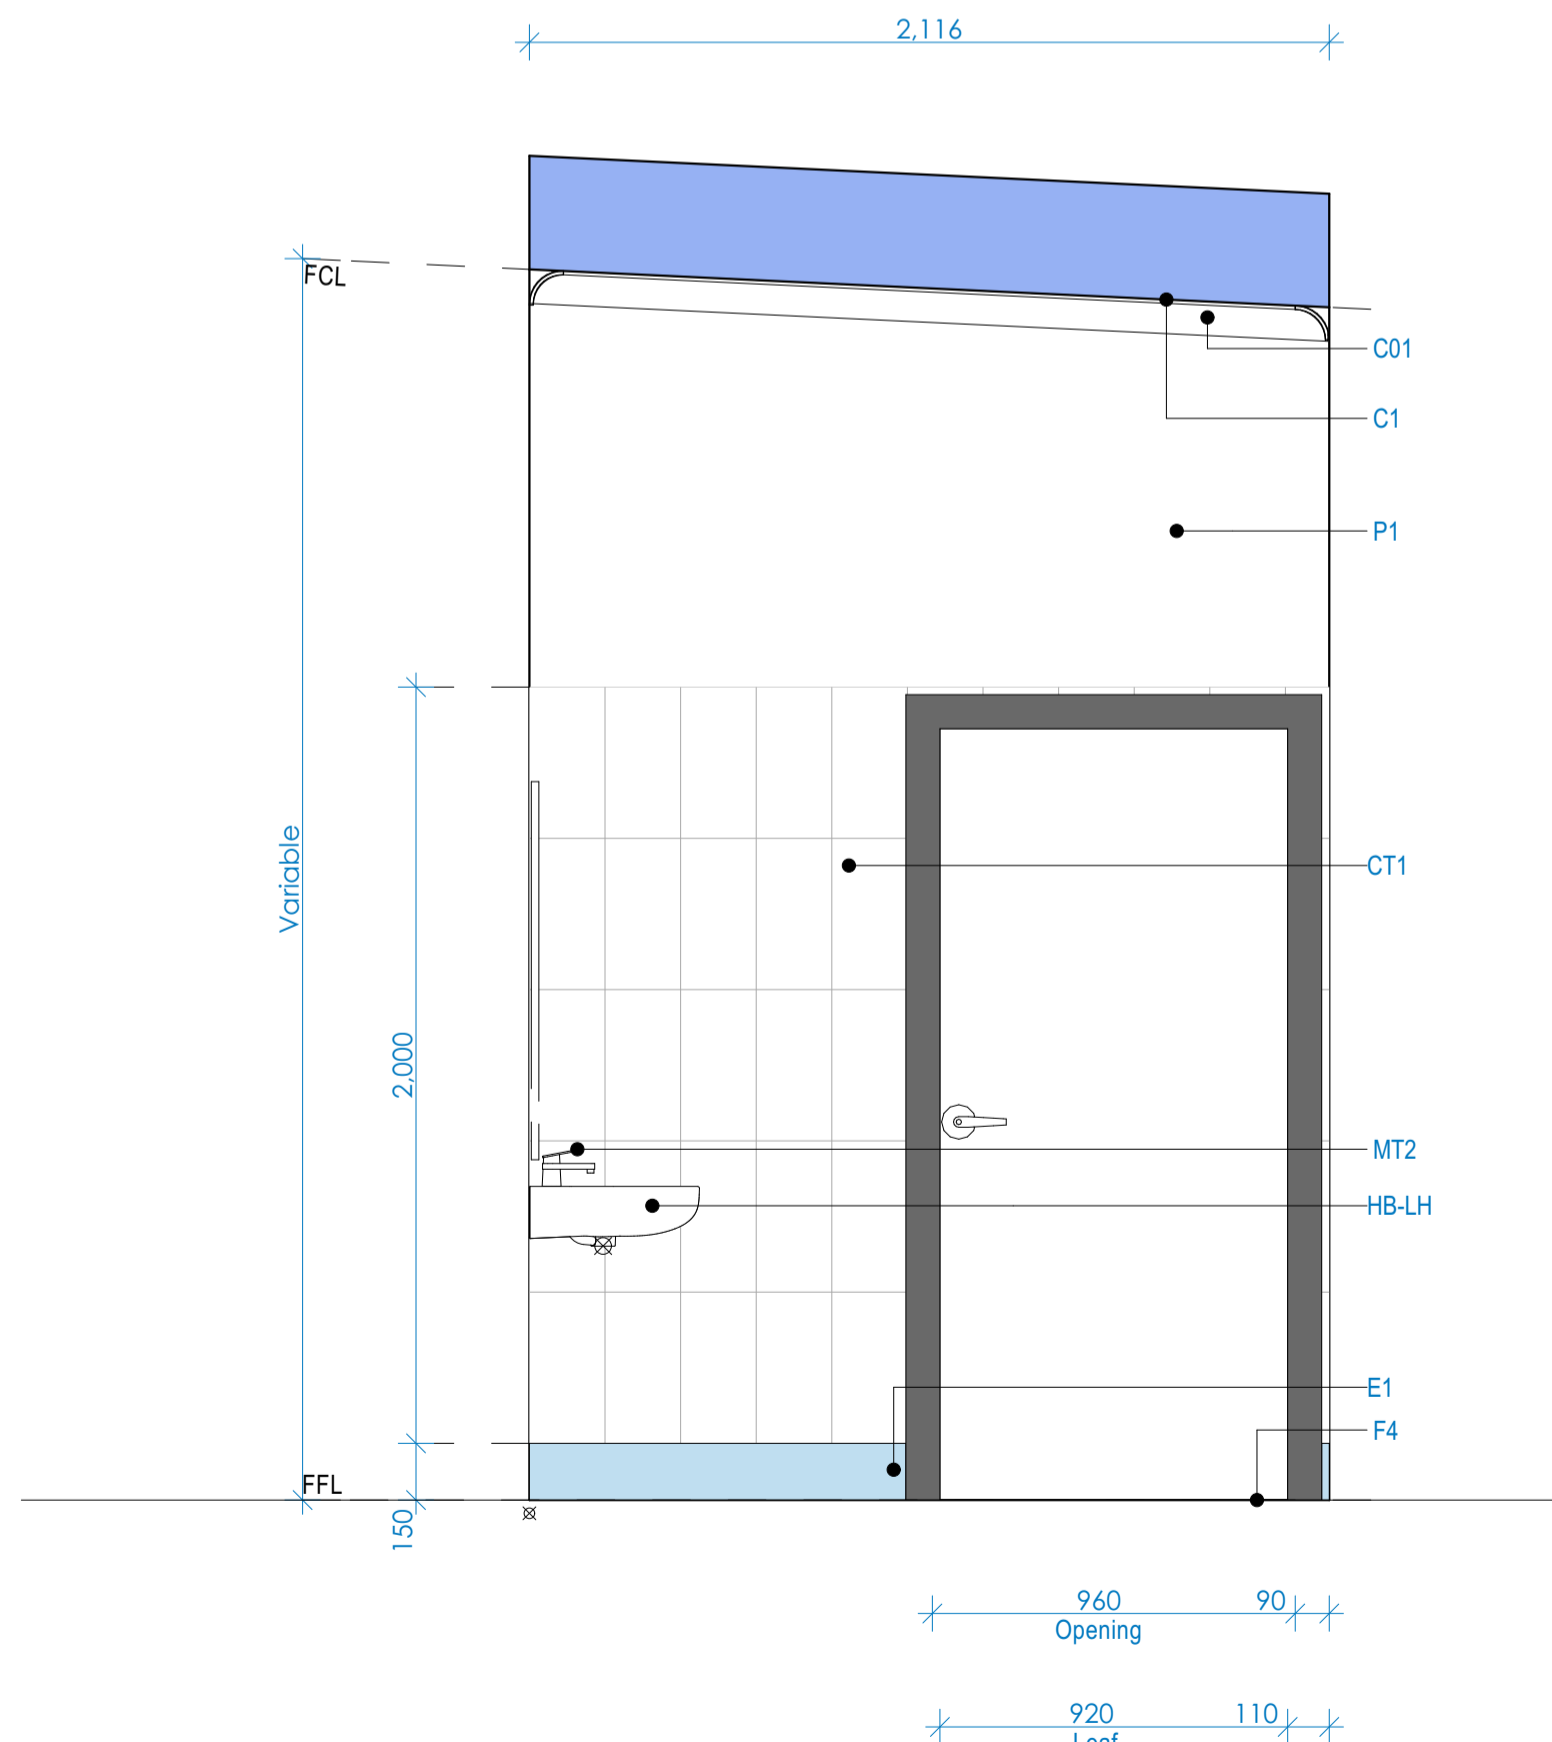 2,116
FCL
C01
C1
P1
Variable
CT1
2,000
MT2
HB-LH
E1
F4
FFL
150
960 90
Opening
920 110
Leaf